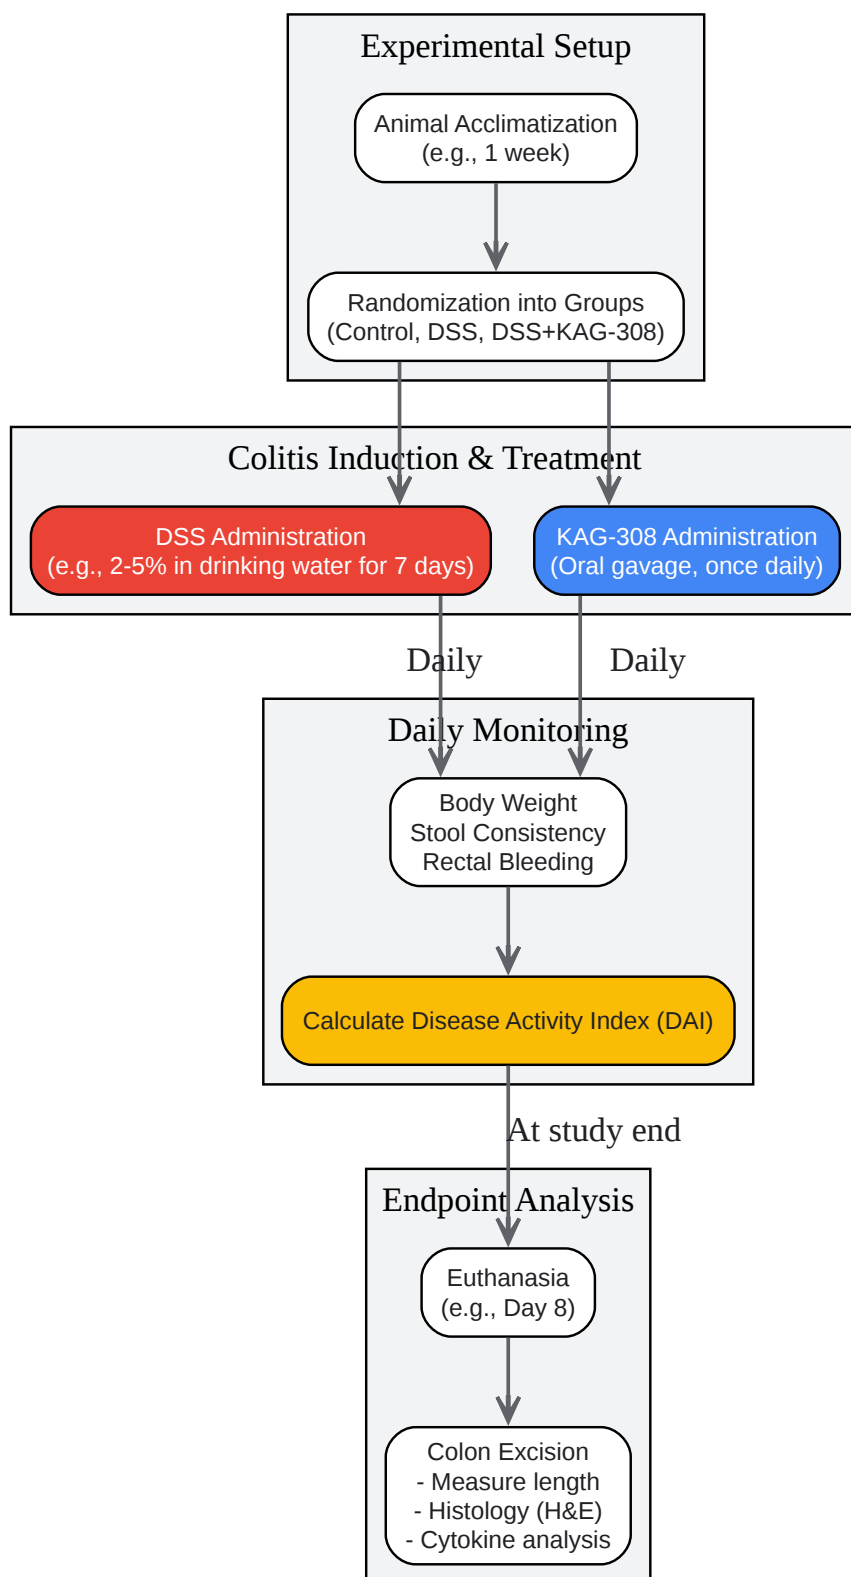 Experimental Setup
Animal Acclimatization
(e.g., 1 week)
Randomization into Groups
(Control, DSS, DSS+KAG-308)
Colitis Induction & Treatment
DSS Administration
(e.g., 2-5% in drinking water for 7 days)
KAG-308 Administration
(Oral gavage, once daily)
Daily
Daily
Daily Monitoring
Body Weight
Stool Consistency
Rectal Bleeding
Calculate Disease Activity Index (DAI)
At study end
Endpoint Analysis
Euthanasia
(e.g., Day 8)
Colon Excision
- Measure length
- Histology (H&E)
- Cytokine analysis